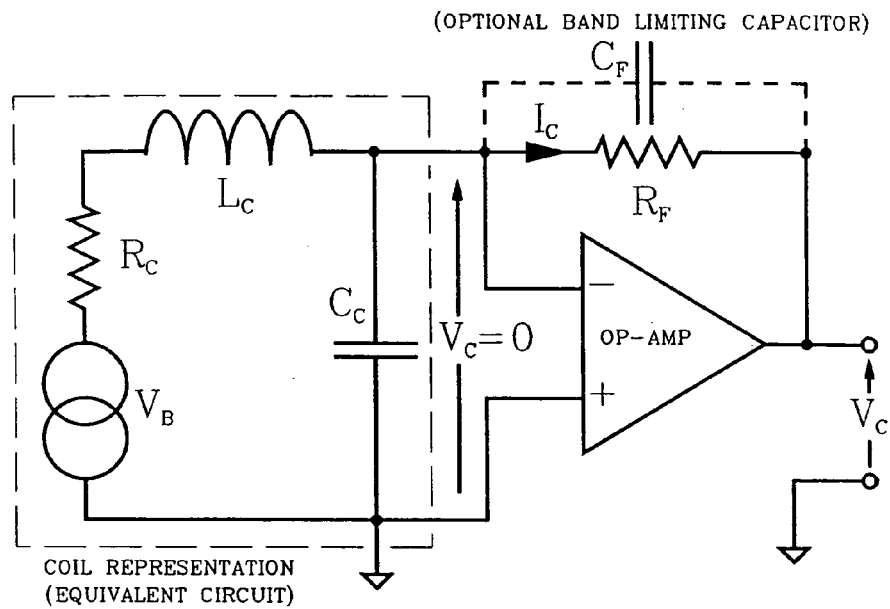 (OPTIONAL BAND LIMITING CAPACITOR)
C_F
I_C
L_C
R_F
R_C
C_C
−
V_C=0
OP-AMP
V_B
+
V_C
COIL REPRESENTATION
(EQUIVALENT CIRCUIT)